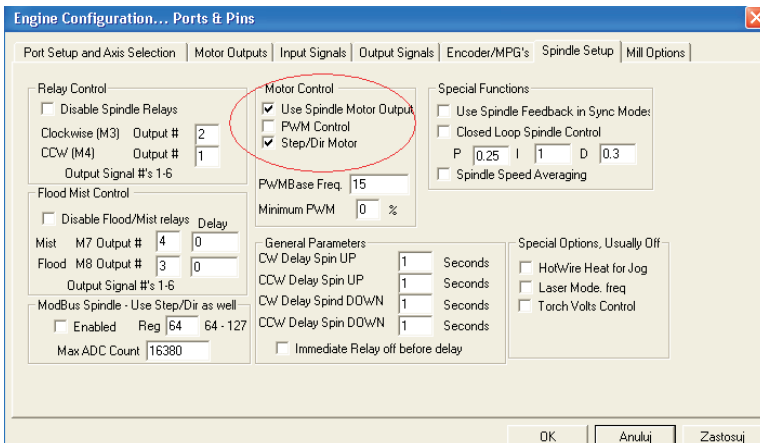 Engine Configuration... Ports & Pins
Port Setup and Axis Selection Motor Outputs Input Signals Output Signals Encoder/MPG's Spindle Setup Mill Options
Relay Control
Disable Spindle Relays
Clockwise (M3) Output # 2
CCW (M4) Output # 1
Output Signal #'s 1-6
Flood Mist Control
Disable Flood/Mist relays Delay
Mist M7 Output # 4 0
Flood M8 Output # 3 0
Output Signal #'s 1-6
ModBus Spindle - Use Step/Dir as well
Enabled Reg 64 64 - 127
Max ADC Count 16380
Motor Control
Use Spindle Motor Output
PWM Control
Step/Dir Motor
PWMBase Freq. 15
Minimum PWM 0 %
General Parameters
CW Delay Spin UP 1 Seconds
CCW Delay Spin UP 1 Seconds
CW Delay Spind DOWN 1 Seconds
CCW Delay Spin DOWN 1 Seconds
Immediate Relay off before delay
Special Functions
Use Spindle Feedback in Sync Modes
Closed Loop Spindle Control
P 0.25 I 1 D 0.3
Spindle Speed Averaging
Special Options, Usually Off
HotWire Heat for Jog
Laser Mode. freq
Torch Volts Control
OK Anuluj Zastosuj